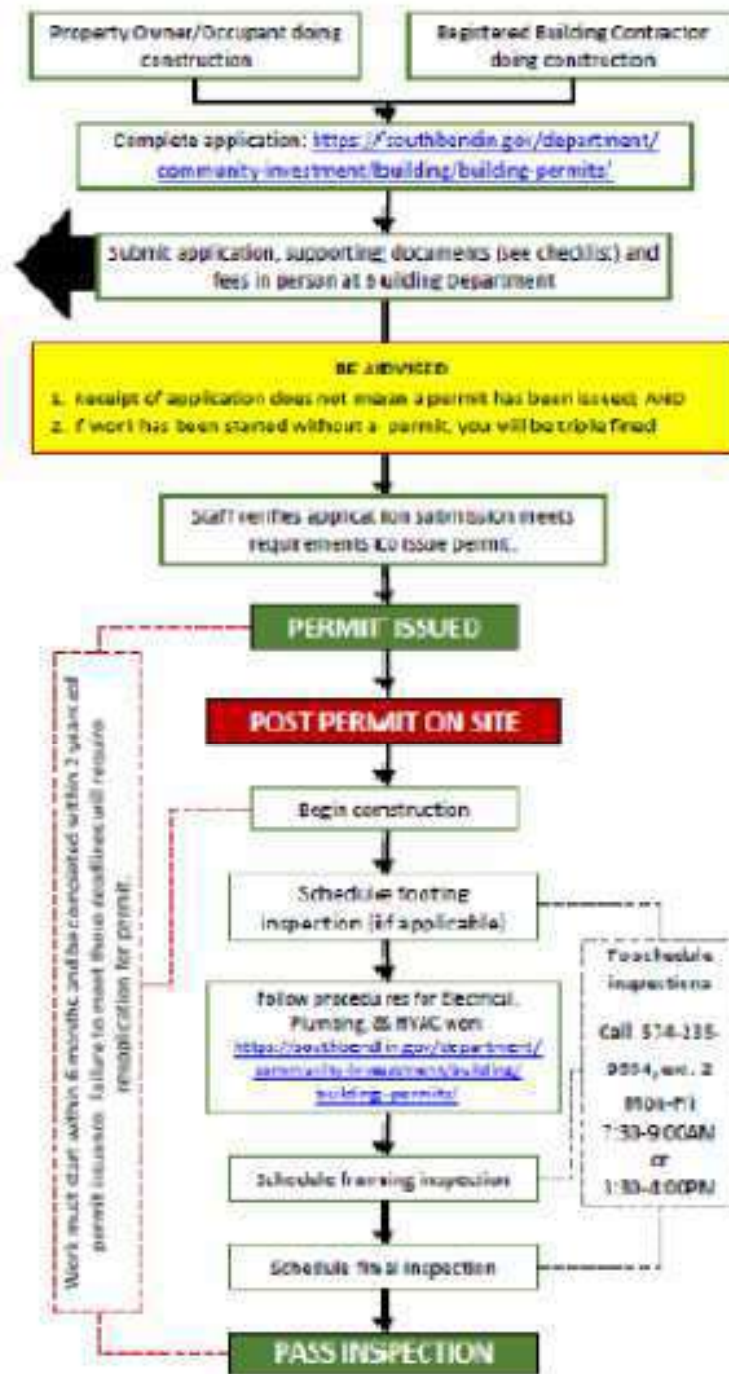 Property Owner/Occupant doing
construction
Registered Building Contractor
doing construction
Complete application: https://southbendin.gov/department/
community-investment/building/building-permits/
Submit application, supporting documents (see checklist) and
fees in person at Building Department
BE ADVISED
1. Receipt of application does not mean a permit has been issued; AND
2. If work has been started without a permit, you will be triple fined
Staff verifies application submission meets
requirements to issue permit.
PERMIT ISSUED
POST PERMIT ON SITE
Begin construction
Schedule footing
inspection (if applicable)
Follow procedures for Electrical,
Plumbing, & HVAC work
https://southbendin.gov/department/
community-investment/building/
building-permits/
Schedule framing inspection
Schedule final inspection
PASS INSPECTION
Work must start within 6 months and be completed within 2 years of
permit issuance. Failure to meet these deadlines will require
reapplication for permit.
To schedule
inspections
Call 574-235-
ext. 2
Mon-Fri
7:30-9:00AM
or
3:30-4:00PM